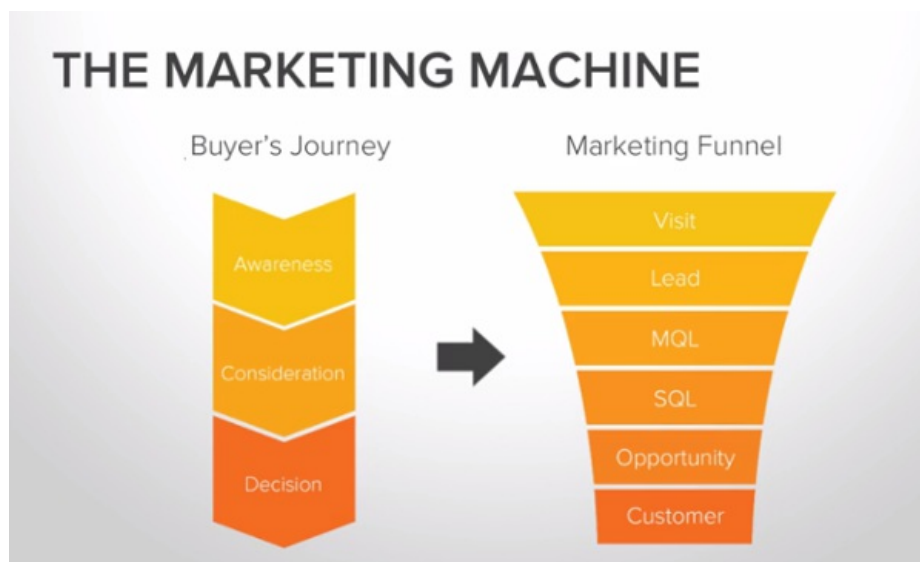 THE MARKETING MACHINE
Buyer's Journey
Awareness
Consideration
Decision
Marketing Funnel
Visit
Lead
MQL
SQL
Opportunity
Customer